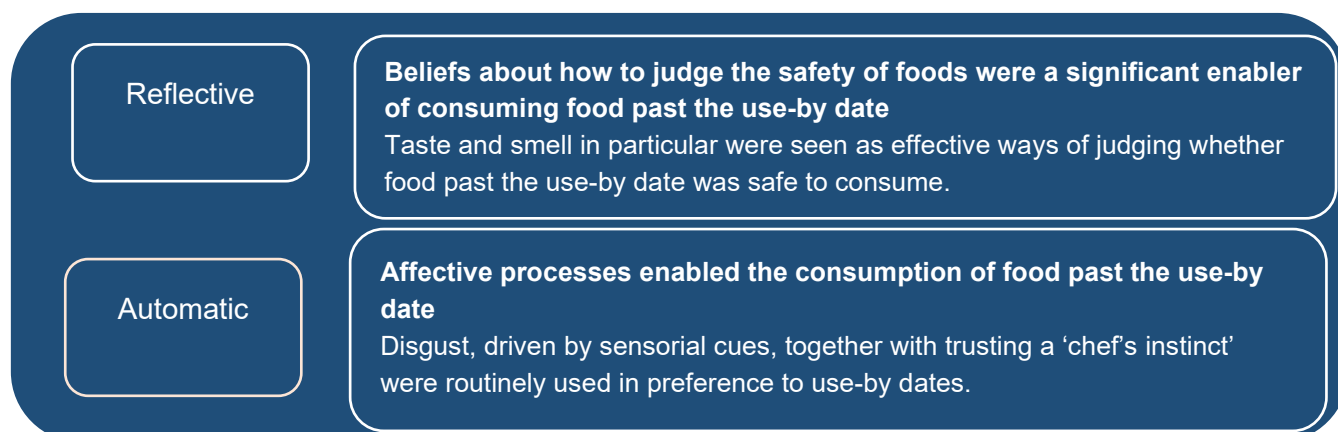 Reflective
Beliefs about how to judge the safety of foods were a significant enabler
of consuming food past the use-by date
Taste and smell in particular were seen as effective ways of judging whether
food past the use-by date was safe to consume.
Automatic
Affective processes enabled the consumption of food past the use-by
date
Disgust, driven by sensorial cues, together with trusting a ‘chef’s instinct’
were routinely used in preference to use-by dates.